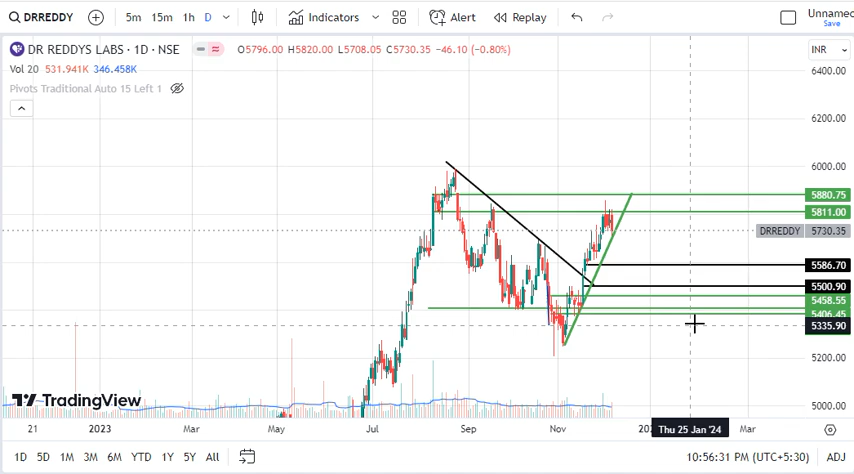 DRREDDY 5m 15m 1h D Indicators Alert Replay Unnamed
Save
DR REDDYS LABS · 1D · NSE O5796.00 H5820.00 L5708.05 C5730.35 −46.10 (−0.80%) INR
Vol 20 531.941K 346.458K
Pivots Traditional Auto 15 Left 1
6400.00
6200.00
6000.00
5880.75
5811.00
DRREDDY 5730.35
5586.70
5500.90
5458.55
5406.45
5335.90
5200.00
TradingView
5000.00
21 2023 Mar May Jul Sep Nov Thu 25 Jan '24 Mar
1D 5D 1M 3M 6M YTD 1Y 5Y All 10:56:31 PM (UTC+5:30) ADJ